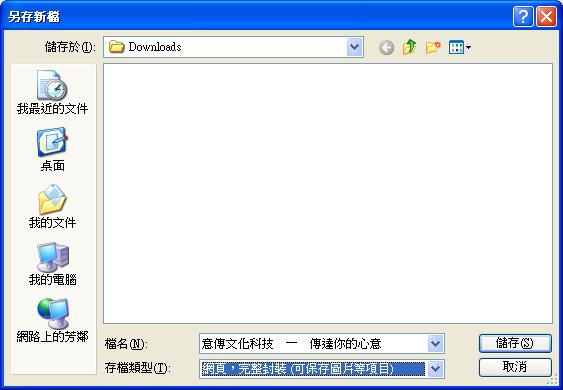 另存新檔
儲存於(I):
Downloads
我最近的文件
桌面
我的文件
我的電腦
網路上的芳鄰
檔名(N):
意傳文化科技 — 傳達你的心意
儲存(S)
存檔類型(T):
網頁，完整封裝 (可保存圖片等項目)
取消